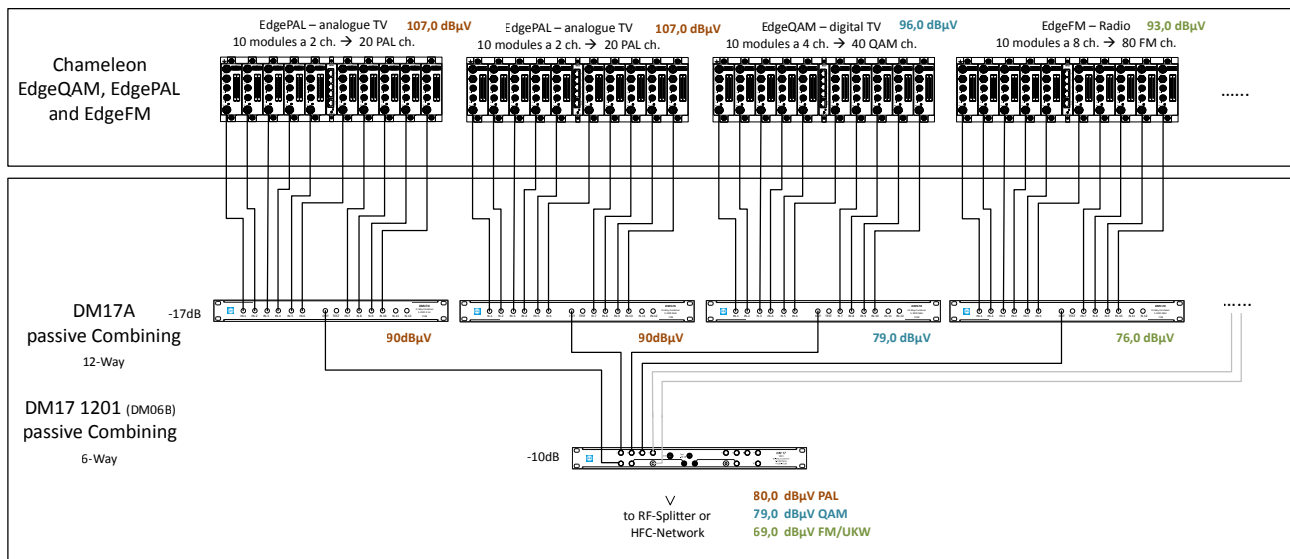 EdgePAL – analogue TV 107,0 dBµV
10 modules a 2 ch. → 20 PAL ch.
EdgePAL – analogue TV 107,0 dBµV
10 modules a 2 ch. → 20 PAL ch.
EdgeQAM – digital TV 96,0 dBµV
10 modules a 4 ch. → 40 QAM ch.
EdgeFM – Radio 93,0 dBµV
10 modules a 8 ch. → 80 FM ch.
Chameleon
EdgeQAM, EdgePAL
and EdgeFM
......
DM17A
passive Combining
12-Way
-17dB
90dBµV
90dBµV
79,0 dBµV
76,0 dBµV
......
DM17 1201 (DM06B)
passive Combining
6-Way
-10dB
to RF-Splitter or
HFC-Network
80,0 dBµV PAL
79,0 dBµV QAM
69,0 dBµV FM/UKW